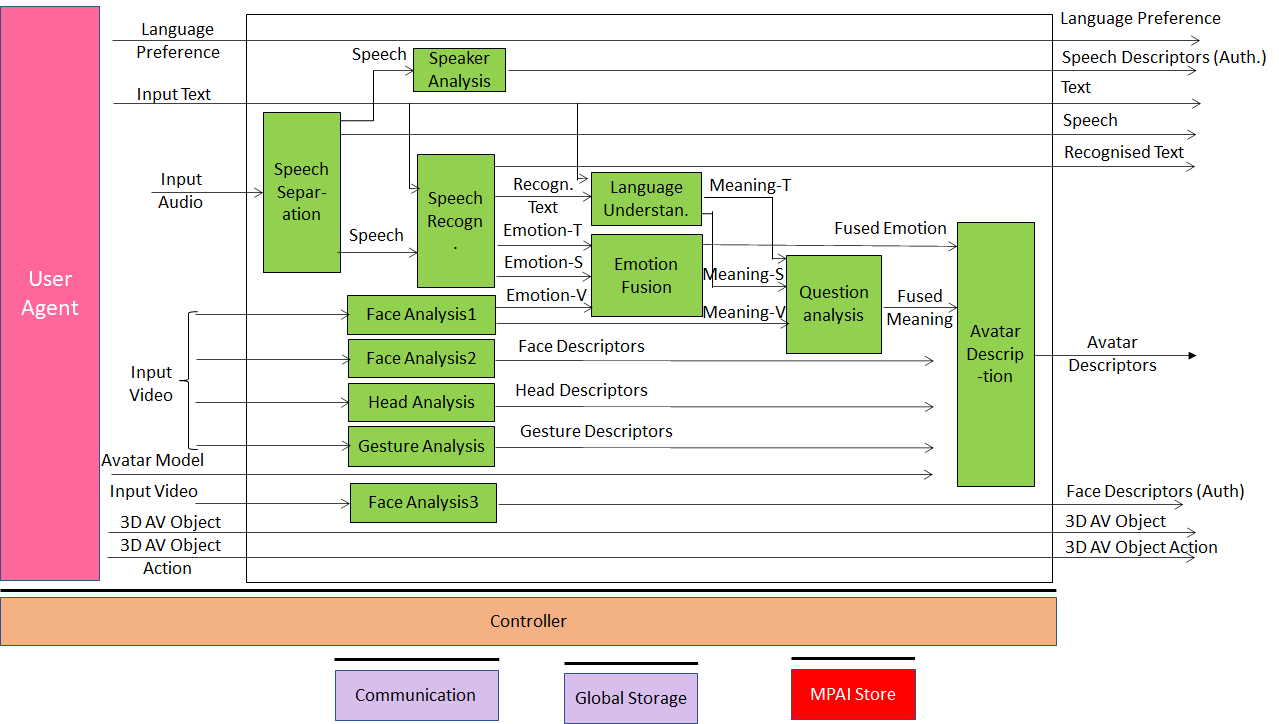 Language
Preference
Language Preference
Speech
Speaker
Analysis
Speech Descriptors (Auth.)
Input Text
Text
Speech
Speech
Separ-
ation
Recognised Text
Input
Audio
Speech
Recogn
.
Recogn.
Text
Language
Understan.
Meaning-T
Speech
Emotion-T
Fused Emotion
Emotion-S
Emotion
Fusion
Meaning-S
Emotion-V
Meaning-V
Question
analysis
Fused
Meaning
User
Agent
Face Analysis1
Face Analysis2
Face Descriptors
Avatar
Descrip
-tion
Avatar
Descriptors
Input
Video
Head Analysis
Head Descriptors
Gesture Analysis
Gesture Descriptors
Avatar Model
Input Video
Face Analysis3
Face Descriptors (Auth)
3D AV Object
3D AV Object
3D AV Object
Action
3D AV Object Action
Controller
Communication
Global Storage
MPAI Store